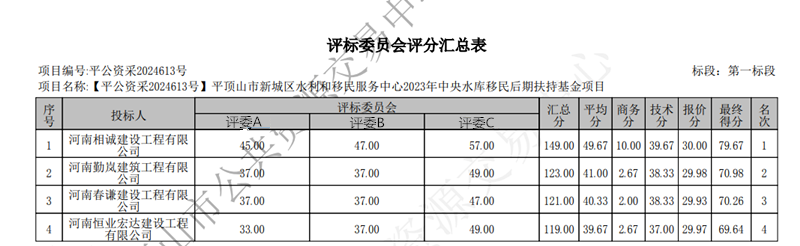 评标委员会评分汇总表
项目编号:平公资采2024613号 标段：第一标段
项目名称:【平公资采2024613号】平顶山市新城区水利和移民服务中心2023年中央水库移民后期扶持基金项目
序号 投标人 评标委员会 汇总分 平均分 商务分 技术分 报价分 最终得分 名次
评委A 评委B 评委C
1 河南相诚建设工程有限公司 45.00 47.00 57.00 149.00 49.67 10.00 39.67 30.00 79.67 1
2 河南勤岚建筑工程有限公司 37.00 37.00 49.00 123.00 41.00 2.67 38.33 29.98 70.98 2
3 河南春谦建设工程有限公司 37.00 37.00 47.00 121.00 40.33 2.00 38.33 29.93 70.26 3
4 河南恒业宏达建设工程有限公司 33.00 37.00 49.00 119.00 39.67 2.67 37.00 29.97 69.64 4